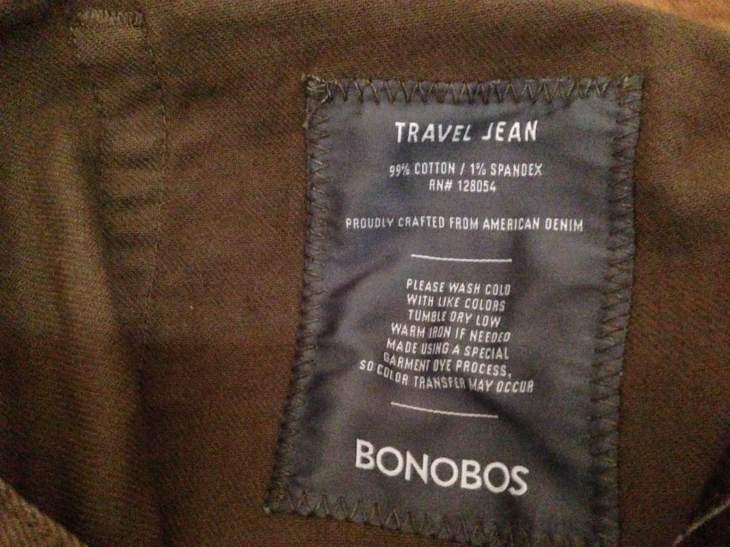 TRAVEL JEAN
99% COTTON / 1% SPANDEX
RN# 128054
PROUDLY CRAFTED FROM AMERICAN DENIM
PLEASE WASH COLD
WITH LIKE COLORS
TUMBLE DRY LOW
WARM IRON IF NEEDED
MADE USING A SPECIAL
GARMENT DYE PROCESS,
SO COLOR TRANSFER MAY OCCUR
BONOBOS